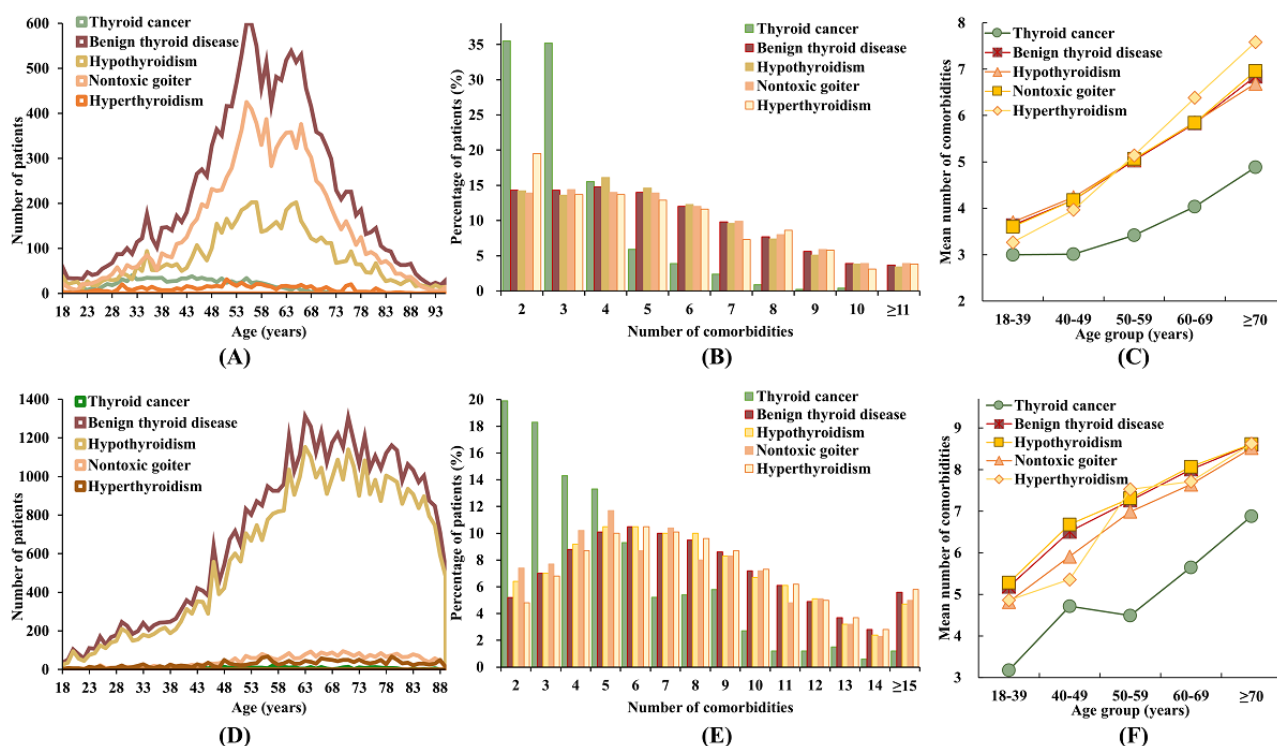 Thyroid cancer
Benign thyroid disease
Hypothyroidism
Nontoxic goiter
Hyperthyroidism
Number of patients
600
500
400
300
200
100
0
18 23 28 33 38 43 48 53 58 63 68 73 78 83 88 93
Age (years)
(A)
Thyroid cancer
Benign thyroid disease
Hypothyroidism
Nontoxic goiter
Hyperthyroidism
Percentage of patients (%)
35
30
25
20
15
10
5
0
2 3 4 5 6 7 8 9 10 ≥11
Number of comorbidities
(B)
Thyroid cancer
Benign thyroid disease
Hypothyroidism
Nontoxic goiter
Hyperthyroidism
Mean number of comorbidities
8
7
6
5
4
3
2
18-39 40-49 50-59 60-69 ≥70
Age group (years)
(C)
Thyroid cancer
Benign thyroid disease
Hypothyroidism
Nontoxic goiter
Hyperthyroidism
Number of patients
1400
1200
1000
800
600
400
200
0
18 23 28 33 38 43 48 53 58 63 68 73 78 83 88
Age (years)
(D)
Thyroid cancer
Benign thyroid disease
Hypothyroidism
Nontoxic goiter
Hyperthyroidism
Percentage of patients (%)
20
18
16
14
12
10
8
6
4
2
0
2 3 4 5 6 7 8 9 10 11 12 13 14 ≥15
Number of comorbidities
(E)
Thyroid cancer
Benign thyroid disease
Hypothyroidism
Nontoxic goiter
Hyperthyroidism
Mean number of comorbidities
9
8
7
6
5
4
3
18-39 40-49 50-59 60-69 ≥70
Age group (years)
(F)